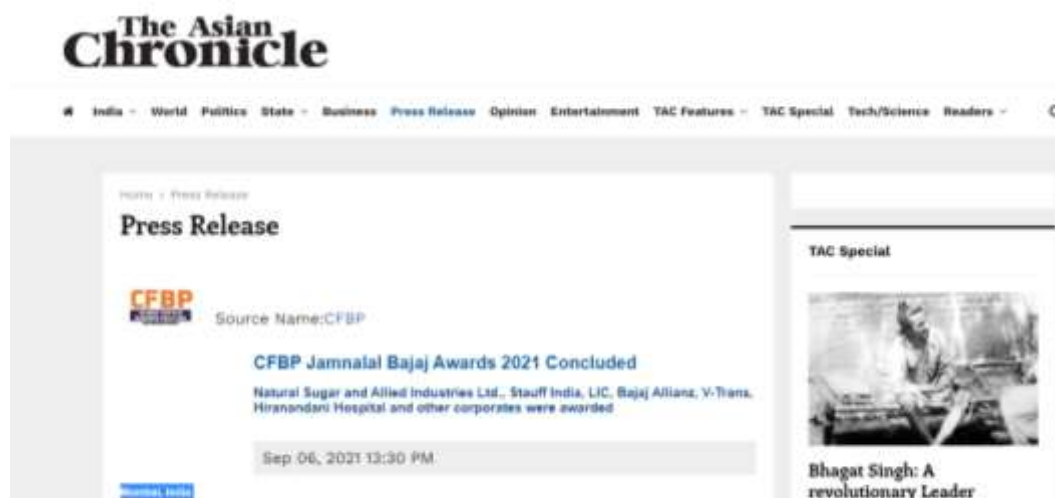 The Asian
Chronicle
India World Politics State Business Press Release Opinion Entertainment TAC Features TAC Special Tech/Science Readers
Home > Press Release
Press Release
TAC Special
CFBP
Source Name:CFBP
CFBP Jamnalal Bajaj Awards 2021 Concluded
Natural Sugar and Allied Industries Ltd., Stauff India, LIC, Bajaj Allianz, V-Trans,
Hiranandani Hospital and other corporates were awarded
Sep 06, 2021 13:30 PM
Mumbai, India
Bhagat Singh: A
revolutionary Leader